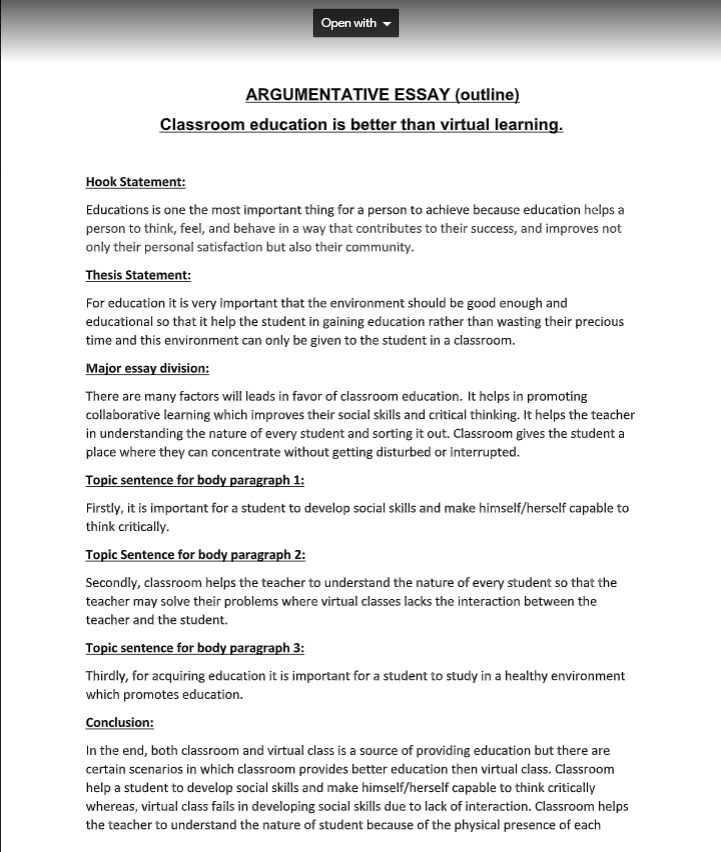 Open with
ARGUMENTATIVE ESSAY (outline)
Classroom education is better than virtual learning.
Hook Statement:
Educations is one the most important thing for a person to achieve because education helps a
person to think, feel, and behave in a way that contributes to their success, and improves not
only their personal satisfaction but also their community.
Thesis Statement:
For education it is very important that the environment should be good enough and
educational so that it help the student in gaining education rather than wasting their precious
time and this environment can only be given to the student in a classroom.
Major essay division:
There are many factors will leads in favor of classroom education. It helps in promoting
collaborative learning which improves their social skills and critical thinking. It helps the teacher
in understanding the nature of every student and sorting it out. Classroom gives the student a
place where they can concentrate without getting disturbed or interrupted.
Topic sentence for body paragraph 1:
Firstly, it is important for a student to develop social skills and make himself/herself capable to
think critically.
Topic Sentence for body paragraph 2:
Secondly, classroom helps the teacher to understand the nature of every student so that the
teacher may solve their problems where virtual classes lacks the interaction between the
teacher and the student.
Topic sentence for body paragraph 3:
Thirdly, for acquiring education it is important for a student to study in a healthy environment
which promotes education.
Conclusion:
In the end, both classroom and virtual class is a source of providing education but there are
certain scenarios in which classroom provides better education then virtual class. Classroom
help a student to develop social skills and make himself/herself capable to think critically
whereas, virtual class fails in developing social skills due to lack of interaction. Classroom helps
the teacher to understand the nature of student because of the physical presence of each